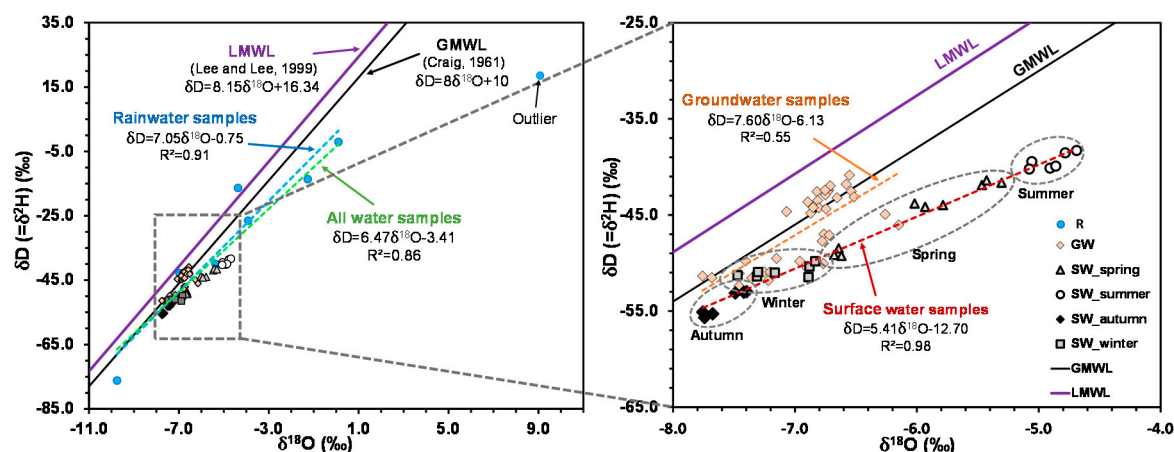 δD (=δ²H) (‰)
35.0
15.0
-5.0
-25.0
-45.0
-65.0
-85.0
-11.0
-7.0
-3.0
1.0
5.0
9.0
δ¹⁸O (‰)
LMWL
(Lee and Lee, 1999)
δD=8.15δ¹⁸O+16.34
GMWL
(Craig, 1961)
δD=8δ¹⁸O+10
Outlier
Rainwater samples
δD=7.05δ¹⁸O-0.75
R²=0.91
All water samples
δD=6.47δ¹⁸O-3.41
R²=0.86
δD (=δ²H) (‰)
-25.0
-35.0
-45.0
-55.0
-65.0
-8.0
-7.0
-6.0
-5.0
-4.0
δ¹⁸O (‰)
LMWL
GMWL
Groundwater samples
δD=7.60δ¹⁸O-6.13
R²=0.55
Summer
Spring
Winter
Autumn
Surface water samples
δD=5.41δ¹⁸O-12.70
R²=0.98
R
GW
SW_spring
SW_summer
SW_autumn
SW_winter
GMWL
LMWL